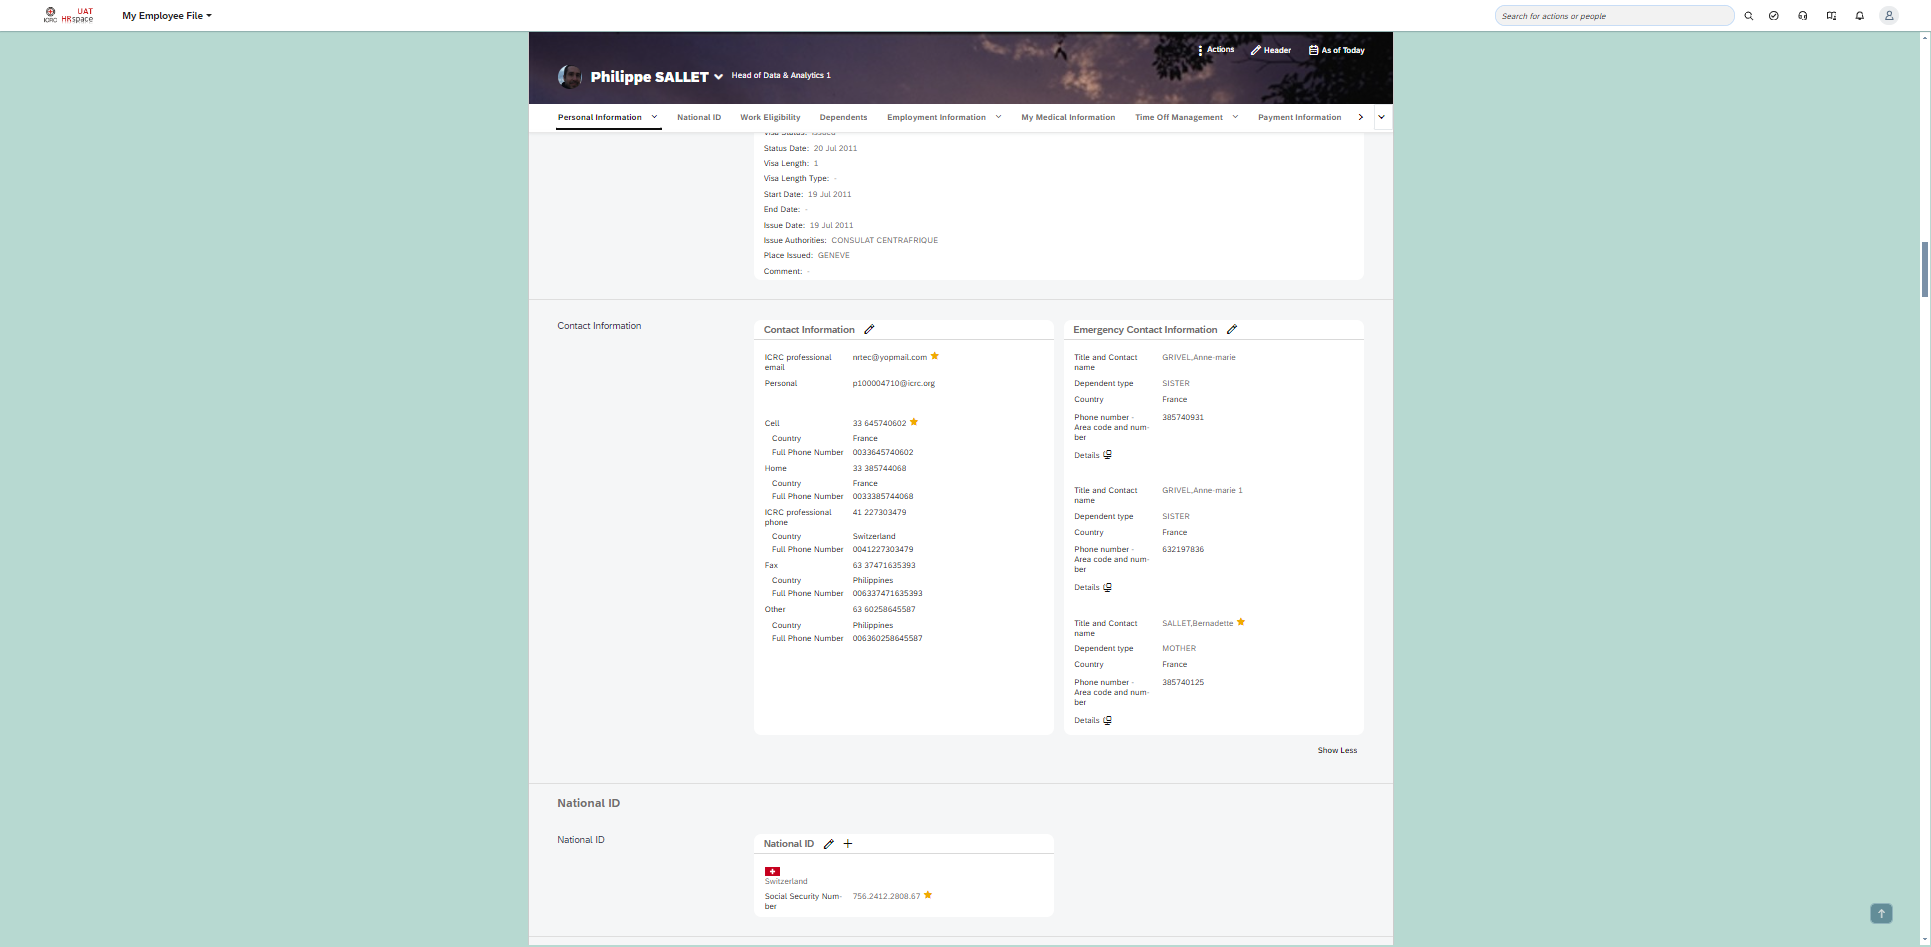 ICRC
UAT
HRspace
My Employee File
Search for actions or people
Actions
Header
As of Today
Philippe SALLET
Head of Data & Analytics 1
Personal Information
National ID
Work Eligibility
Dependents
Employment Information
My Medical Information
Time Off Management
Payment Information
Visa Status: Issued
Status Date: 20 Jul 2011
Visa Length: 1
Visa Length Type: -
Start Date: 19 Jul 2011
End Date: -
Issue Date: 19 Jul 2011
Issue Authorities: CONSULAT CENTRAFRIQUE
Place Issued: GENEVE
Comment: -
Contact Information
Contact Information
ICRC professional
email
nrtec@yopmail.com
Personal p100004710@icrc.org
Cell 33 645740602
Country France
Full Phone Number 0033645740602
Home 33 385744068
Country France
Full Phone Number 0033385744068
ICRC professional
phone
41 227303479
Country Switzerland
Full Phone Number 0041227303479
Fax 63 37471635393
Country Philippines
Full Phone Number 006337471635393
Other 63 60258645587
Country Philippines
Full Phone Number 006360258645587
Emergency Contact Information
Title and Contact
name
GRIVEL,Anne-marie
Dependent type SISTER
Country France
Phone number -
Area code and num-
ber
385740931
Details
Title and Contact
name
GRIVEL,Anne-marie 1
Dependent type SISTER
Country France
Phone number -
Area code and num-
ber
632197836
Details
Title and Contact
name
SALLET,Bernadette
Dependent type MOTHER
Country France
Phone number -
Area code and num-
ber
385740125
Details
Show Less
National ID
National ID
National ID
Switzerland
Social Security Num-
ber
756.2412.2808.67